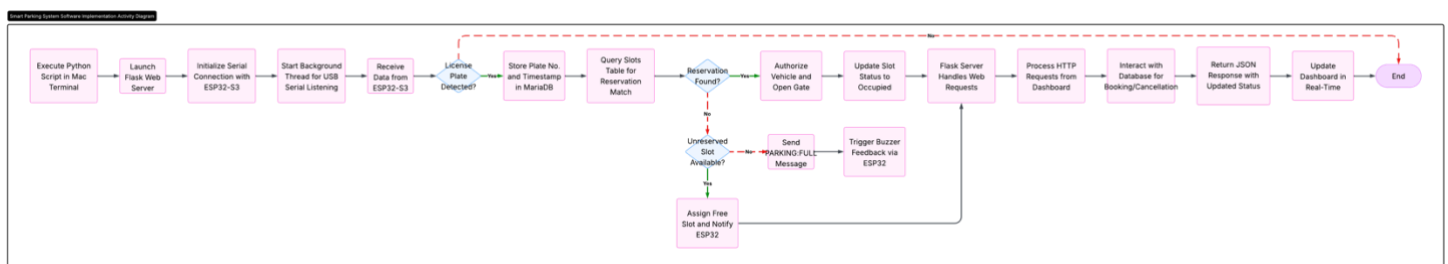 Smart Parking System Software Implementation Activity Diagram
No
Execute Python
Script in Mac
Terminal
Launch
Flask Web
Server
Initialize Serial
Connection with
ESP32-S3
Start Background
Thread for USB
Serial Listening
Receive
Data from
ESP32-S3
License
Plate
Detected?
Yes
Store Plate No.
and Timestamp
in MariaDB
Query Slots
Table for
Reservation
Match
Reservation
Found?
Yes
Authorize
Vehicle and
Open Gate
Update Slot
Status to
Occupied
Flask Server
Handles Web
Requests
Process HTTP
Requests from
Dashboard
Interact with
Database for
Booking/Cancellation
Return JSON
Response with
Updated Status
Update
Dashboard in
Real-Time
End
No
Unreserved
Slot
Available?
No
Send
PARKING:FULL
Message
Trigger Buzzer
Feedback via
ESP32
Yes
Assign Free
Slot and Notify
ESP32